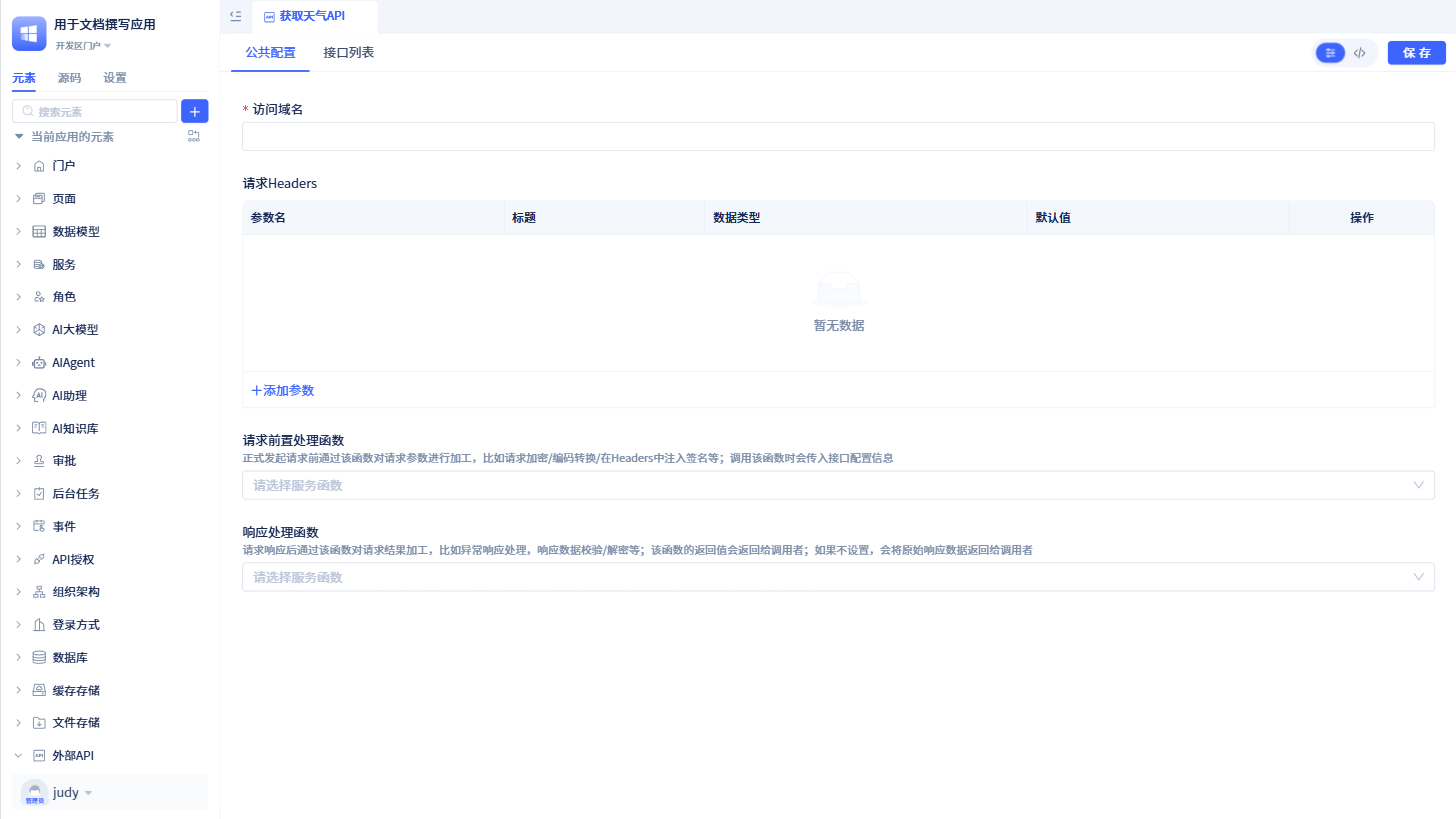 用于文档撰写应用
开发区门户
元素 源码 设置
搜索元素
当前应用的元素
门户
页面
数据模型
服务
角色
AI大模型
AIAgent
AI助理
AI知识库
审批
后台任务
事件
API授权
组织架构
登录方式
数据库
缓存存储
文件存储
外部API
管理员
judy
获取天气API
公共配置 接口列表
保 存
* 访问域名
请求Headers
参数名 标题 数据类型 默认值 操作
暂无数据
+添加参数
请求前置处理函数
正式发起请求前通过该函数对请求参数进行加工，比如请求加密/编码转换/在Headers中注入签名等；调用该函数时会传入接口配置信息
请选择服务函数
响应处理函数
请求响应后通过该函数对请求结果加工，比如异常响应处理，响应数据校验/解密等；该函数的返回值会返回给调用者；如果不设置，会将原始响应数据返回给调用者
请选择服务函数